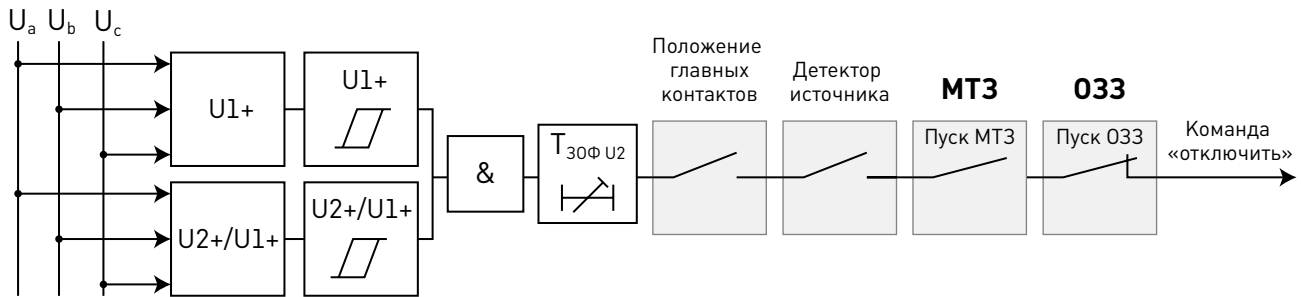 Ua Ub Uc
U1+
U1+
U2+/U1+
U2+/U1+
&
TЗОФ U2
Положение
главных
контактов
Детектор
источника
МТЗ
Пуск МТЗ
ОЗЗ
Пуск ОЗЗ
Команда
«отключить»